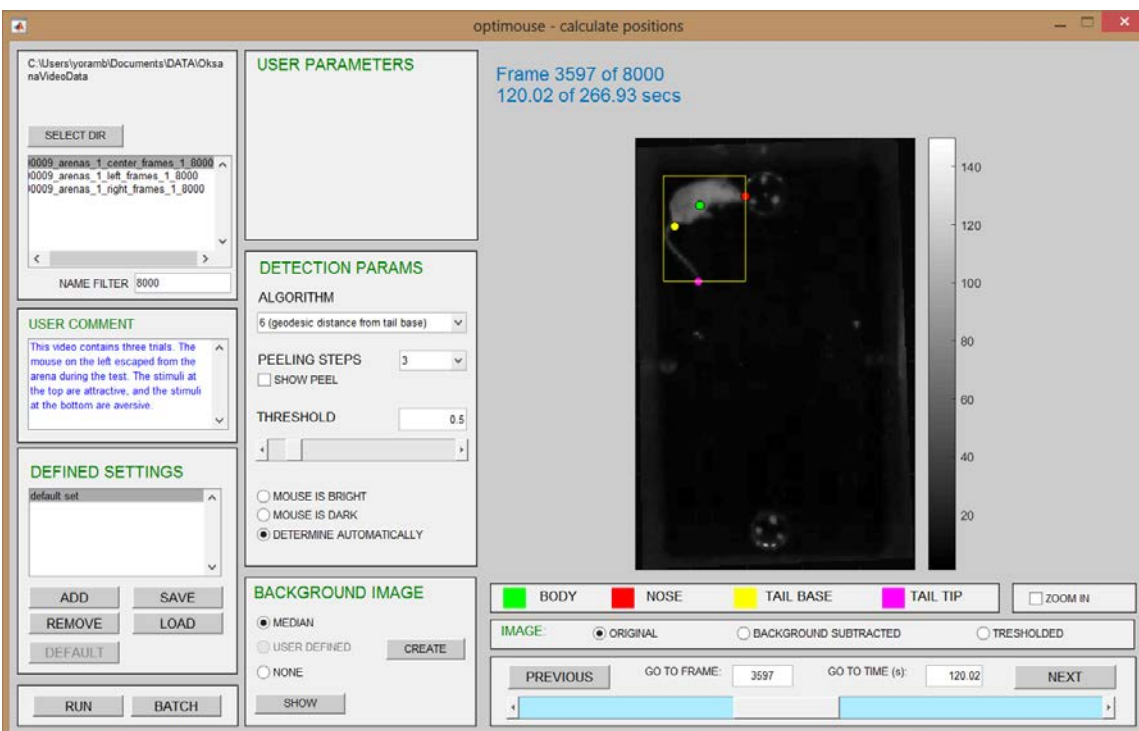 optimouse - calculate positions
C:\Users\yoramb\Documents\DATA\Oksa
naVideoData
SELECT DIR
0009_arenas_1_center_frames_1_8000
0009_arenas_1_left_frames_1_8000
0009_arenas_1_right_frames_1_8000
NAME FILTER 8000
USER COMMENT
This video contains three trials. The
mouse on the left escaped from the
arena during the test. The stimuli at
the top are attractive, and the stimuli
at the bottom are aversive.
DEFINED SETTINGS
default set
ADD SAVE
REMOVE LOAD
DEFAULT
RUN BATCH
USER PARAMETERS
DETECTION PARAMS
ALGORITHM
6 (geodesic distance from tail base)
PEELING STEPS 3
SHOW PEEL
THRESHOLD 0.5
MOUSE IS BRIGHT
MOUSE IS DARK
DETERMINE AUTOMATICALLY
BACKGROUND IMAGE
MEDIAN
USER DEFINED CREATE
NONE
SHOW
Frame 3597 of 8000
120.02 of 266.93 secs
140
120
100
80
60
40
20
BODY NOSE TAIL BASE TAIL TIP ZOOM IN
IMAGE: ORIGINAL BACKGROUND SUBTRACTED TRESHOLDED
PREVIOUS GO TO FRAME: 3597 GO TO TIME (s): 120.02 NEXT